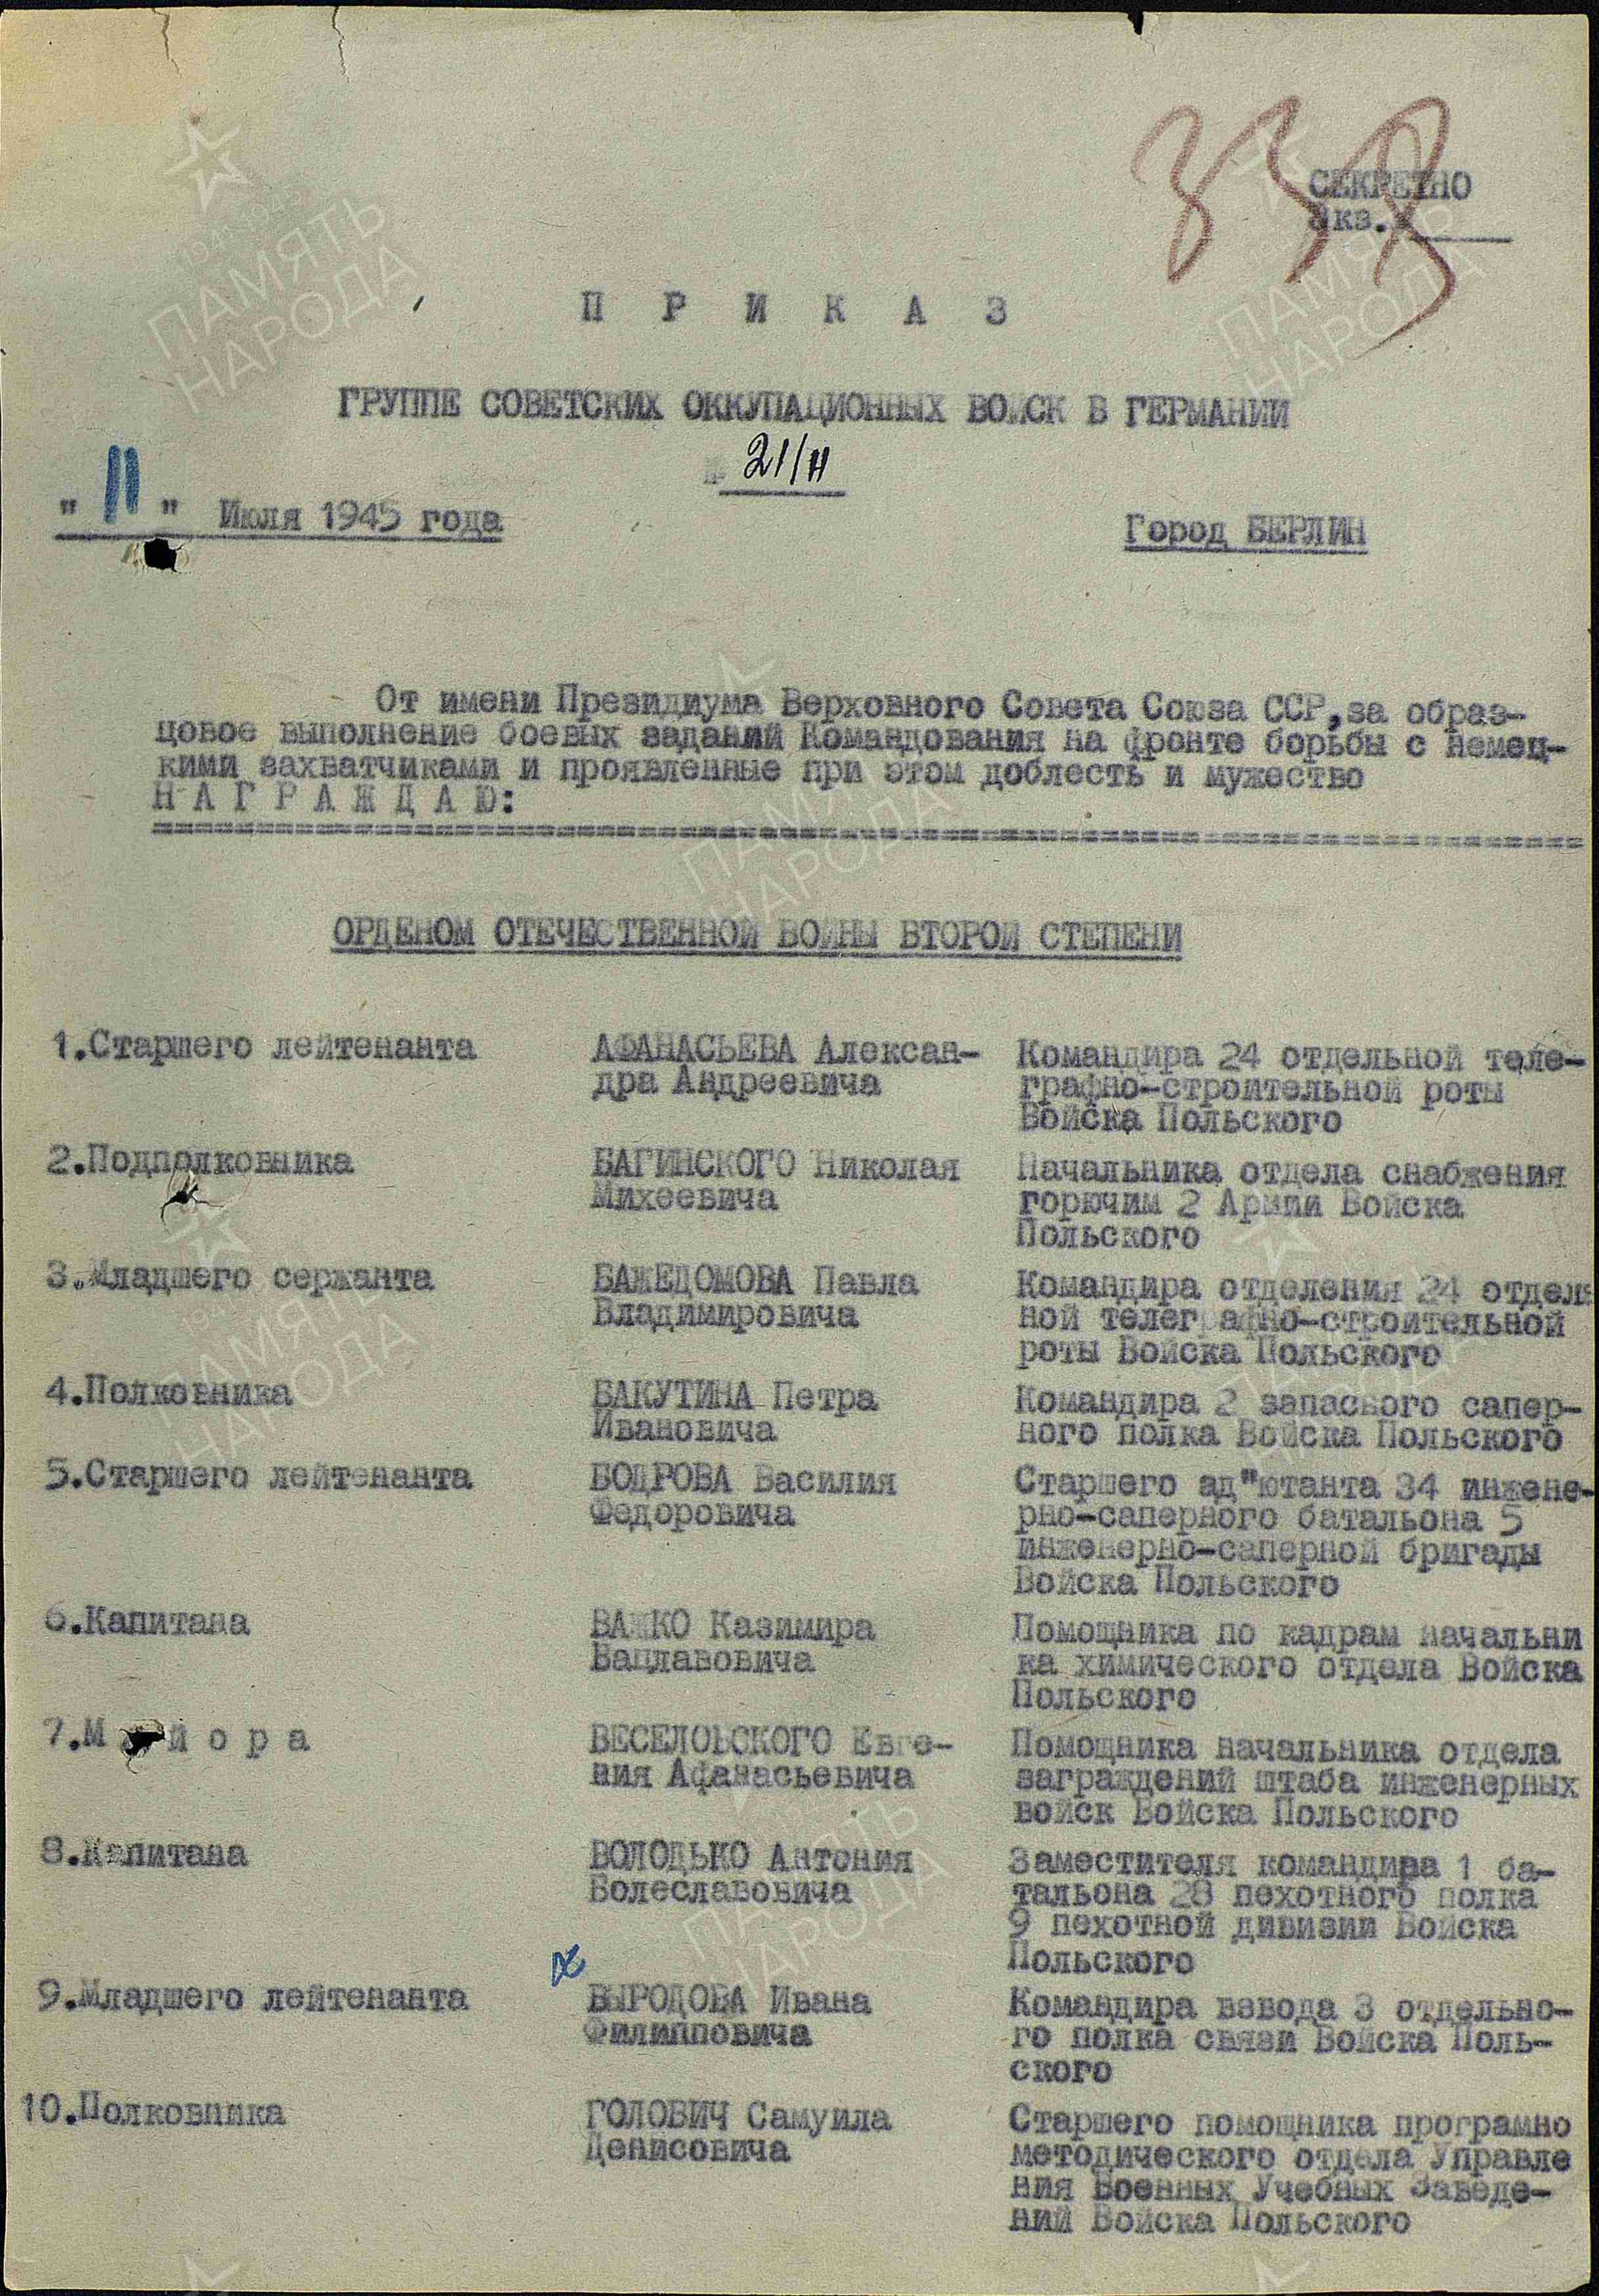 СЕКРЕТНО
Экз.
П Р И К А З
ГРУППЕ СОВЕТСКИХ ОККУПАЦИОННЫХ ВОЙСК В ГЕРМАНИИ
№ 21/н
" 11 " Июля 1945 года
Город БЕРЛИН
От имени Президиума Верховного Совета Союза ССР, за образ-
цовое выполнение боевых заданий Командования на фронте борьбы с немец-
кими захватчиками и проявленные при этом доблесть и мужество
Н А Г Р А Ж Д А Ю:
ОРДЕНОМ ОТЕЧЕСТВЕННОЙ ВОЙНЫ ВТОРОЙ СТЕПЕНИ
1.Старшего лейтенанта
АФАНАСЬЕВА Алексан-
дра Андреевича
Командира 24 отдельной теле-
графно-строительной роты
Войска Польского
2.Подполковника
БАГИНСКОГО Николая
Михеевича
Начальника отдела снабжения
горючим 2 Армии Войска
Польского
3.Младшего сержанта
БАЖЕДОМОВА Павла
Владимировича
Командира отделения 24 отдель
ной телеграфно-строительной
роты Войска Польского
4.Полковника
БАКУТИНА Петра
Ивановича
Командира 2 запасного сапер-
ного полка Войска Польского
5.Старшего лейтенанта
БОДРОВА Василия
Федоровича
Старшего ад"ютанта 34 инжене-
рно-саперного батальона 5
инженерно-саперной бригады
Войска Польского
6.Капитана
ВАЖКО Казимира
Вацлавовича
Помощника по кадрам начальни
ка химического отдела Войска
Польского
7.М а й о р а
ВЕСЕЛОВСКОГО Евге-
ния Афанасьевича
Помощника начальника отдела
заграждений штаба инженерных
войск Войска Польского
8.Капитана
ВОЛОДЬКО Антония
Болеславовича
Заместителя командира 1 ба-
тальона 28 пехотного полка
9 пехотной дивизии Войска
Польского
9.Младшего лейтенанта
ВЫРОДОВА Ивана
Филипповича
Командира взвода 3 отдельно-
го полка связи Войска Поль-
ского
10.Полковника
ГОЛОВИЧ Самуила
Денисовича
Старшего помощника програмно
методического отдела Управле
ния Военных Учебных Заведе-
ний Войска Польского
ПАМЯТЬ
НАРОДА